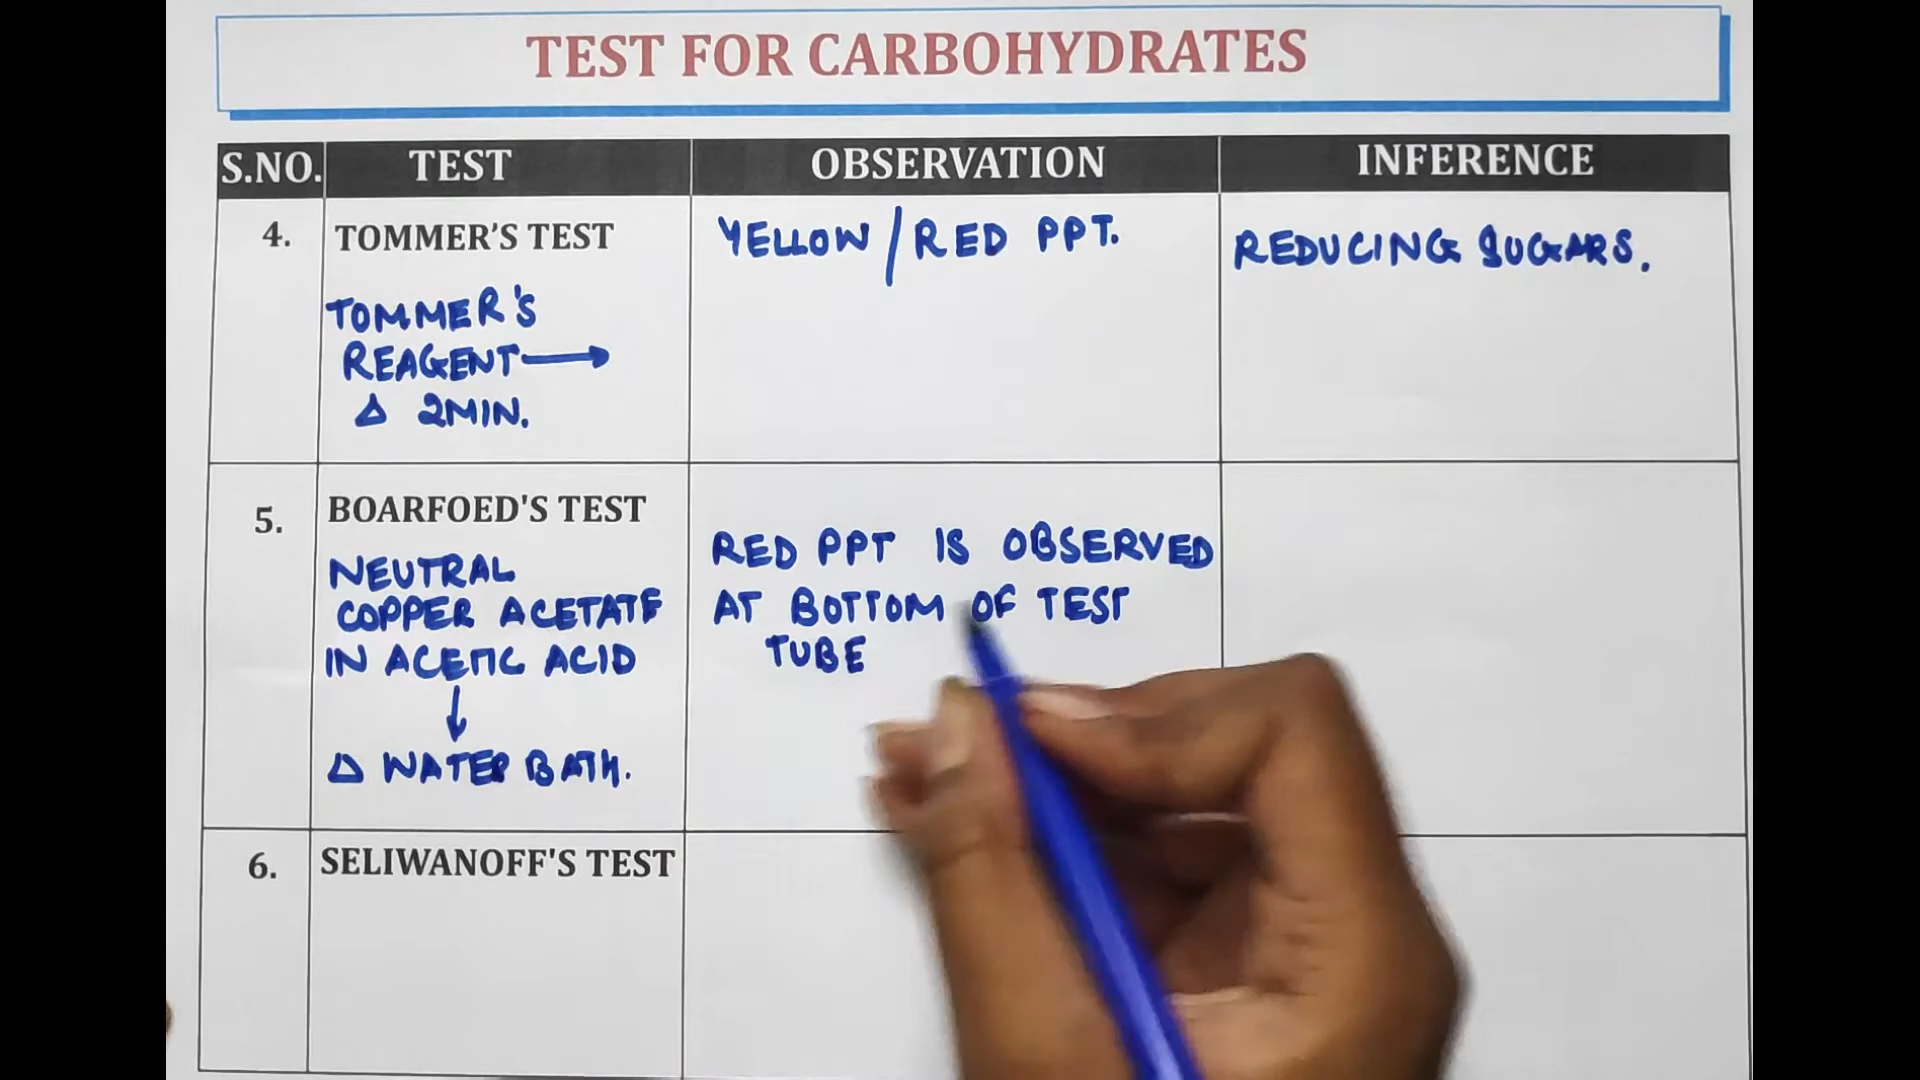 TEST FOR CARBOHYDRATES
S.NO. TEST OBSERVATION INFERENCE
4. TOMMER'S TEST YELLOW/RED PPT. REDUCING SUGARS.
TOMMER'S
REAGENT→
Δ 2MIN.
5. BOARFOED'S TEST
NEUTRAL
COPPER ACETATE
IN ACETIC ACID
↓
Δ WATER BATH.
RED PPT IS OBSERVED
AT BOTTOM OF TEST
TUBE
6. SELIWANOFF'S TEST